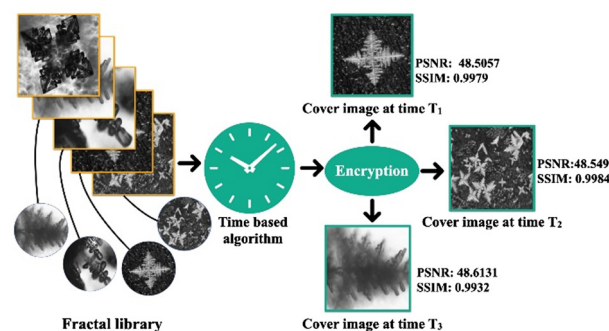 PSNR: 48.5057
SSIM: 0.9979
Cover image at time T₁
Time based
algorithm
Encryption
PSNR:48.549
SSIM: 0.9984
Cover image at time T₂
PSNR: 48.6131
SSIM: 0.9932
Fractal library
Cover image at time T₃